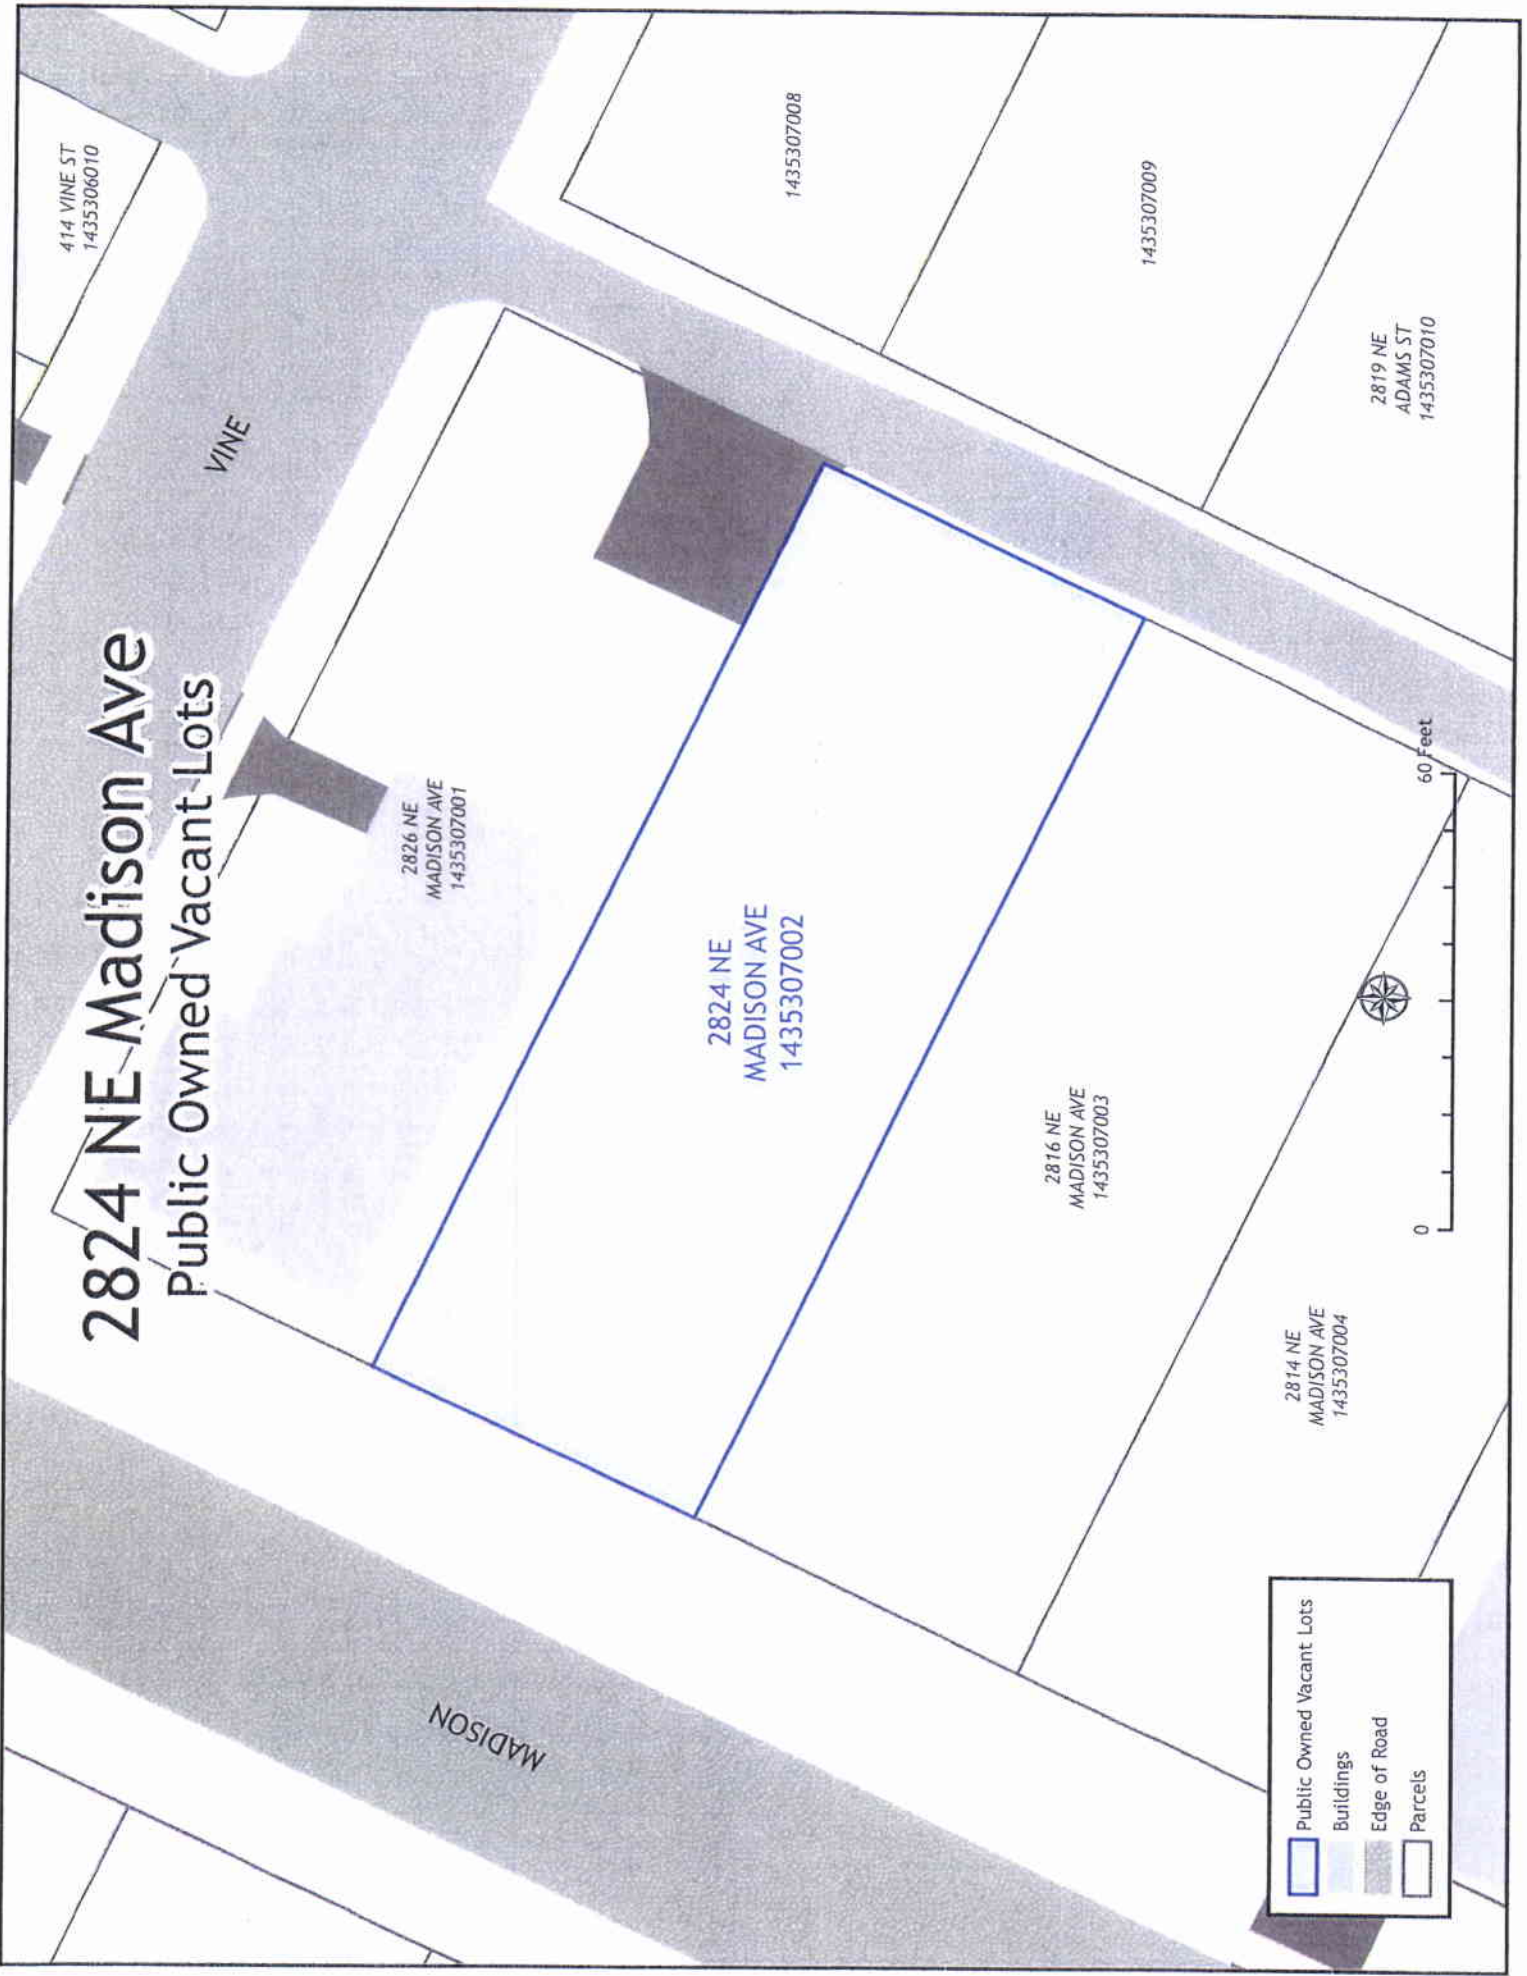 2824 NE Madison Ave
Public Owned Vacant Lots
414 VINE ST
1435306010
VINE
2826 NE
MADISON AVE
1435307001
1435307008
1435307009
2824 NE
MADISON AVE
1435307002
2819 NE
ADAMS ST
1435307010
2816 NE
MADISON AVE
1435307003
MADISON
2814 NE
MADISON AVE
1435307004
0
60 Feet
Public Owned Vacant Lots
Buildings
Edge of Road
Parcels